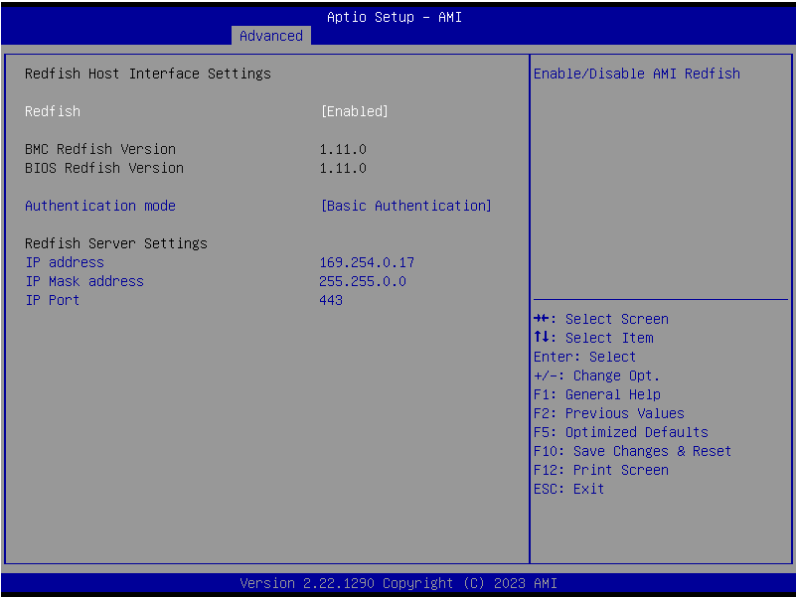 Aptio Setup – AMI
Advanced
Redfish Host Interface Settings
Redfish [Enabled]
BMC Redfish Version 1.11.0
BIOS Redfish Version 1.11.0
Authentication mode [Basic Authentication]
Redfish Server Settings
IP address 169.254.0.17
IP Mask address 255.255.0.0
IP Port 443
Enable/Disable AMI Redfish
→←: Select Screen
↑↓: Select Item
Enter: Select
+/-: Change Opt.
F1: General Help
F2: Previous Values
F5: Optimized Defaults
F10: Save Changes & Reset
F12: Print Screen
ESC: Exit
Version 2.22.1290 Copyright (C) 2023 AMI